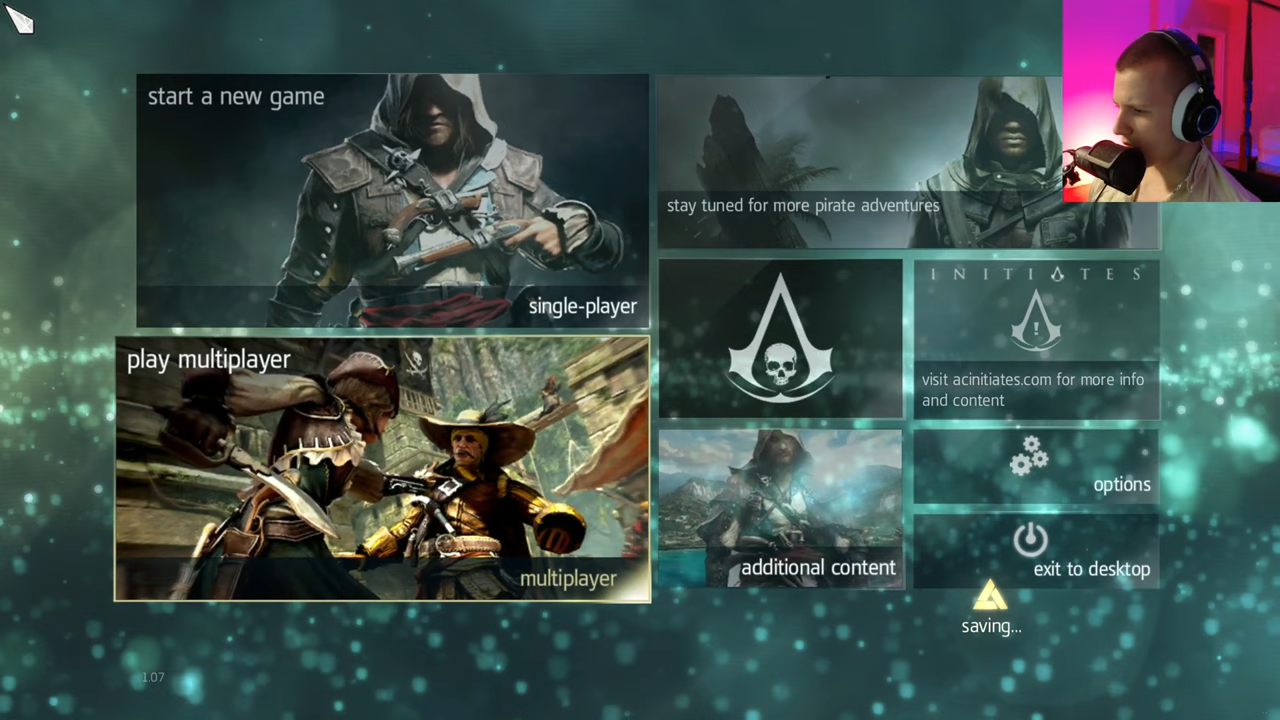 start a new game
single-player
play multiplayer
multiplayer
stay tuned for more pirate adventures
INITIATES
visit acinitiates.com for more info
and content
additional content
options
exit to desktop
saving...
1.07